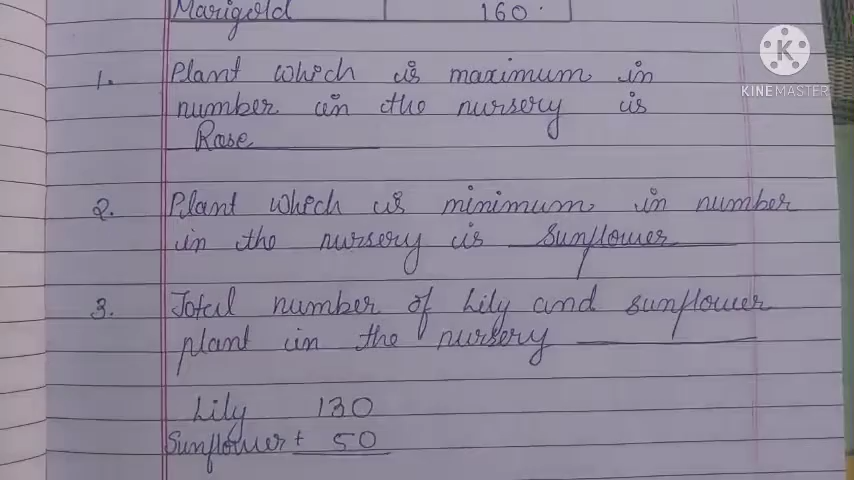 Marigold 160
K
KINEMASTER
1. Plant which is maximum in
number in the nursery is
Rose
2. Plant which is minimum in number
in the nursery is sunflower
3. Total number of Lily and sunflower
plant in the nursery
Lily 130
Sunflower + 50